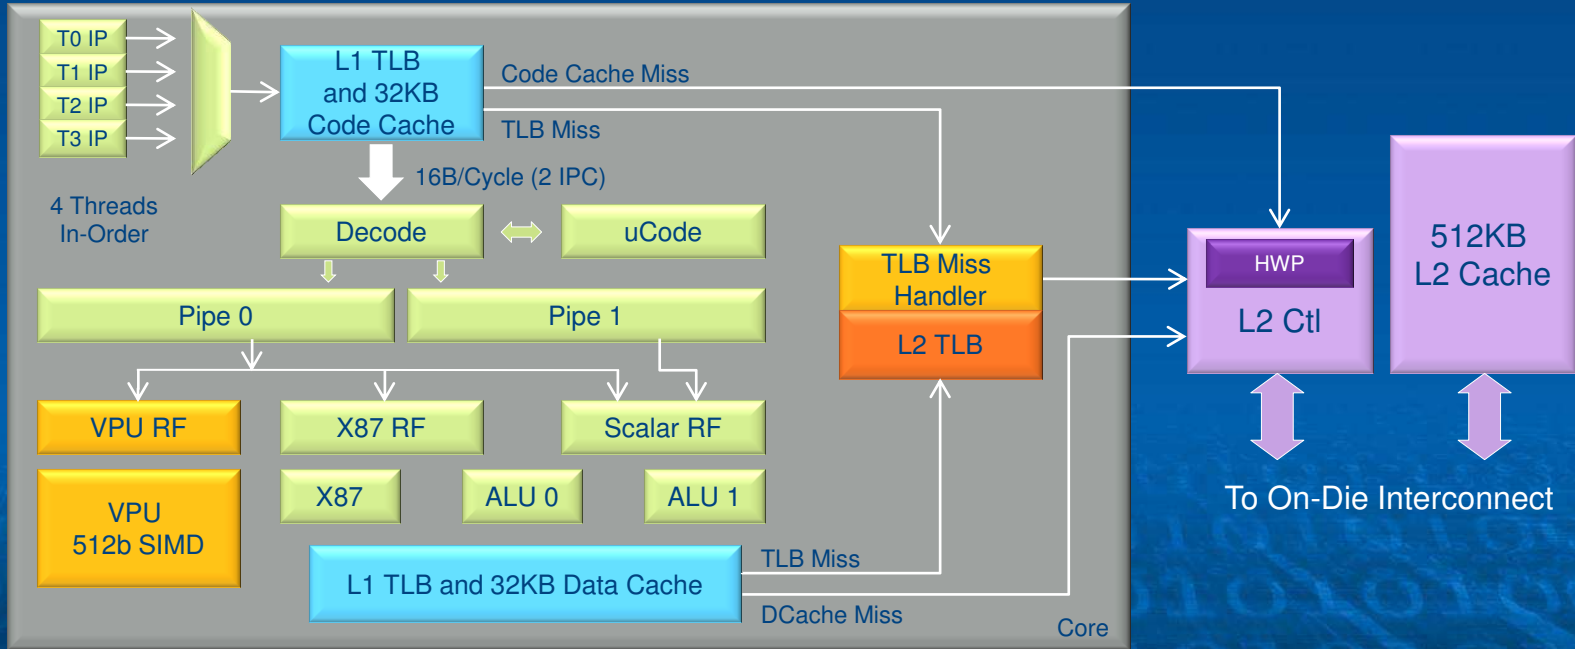 T0 IP
T1 IP
T2 IP
T3 IP
4 Threads
In-Order
L1 TLB
and 32KB
Code Cache
Code Cache Miss
TLB Miss
16B/Cycle (2 IPC)
Decode
uCode
Pipe 0
Pipe 1
VPU RF
X87 RF
Scalar RF
VPU
512b SIMD
X87
ALU 0
ALU 1
L1 TLB and 32KB Data Cache
TLB Miss
DCache Miss
TLB Miss
Handler
L2 TLB
Core
HWP
L2 Ctl
512KB
L2 Cache
To On-Die Interconnect